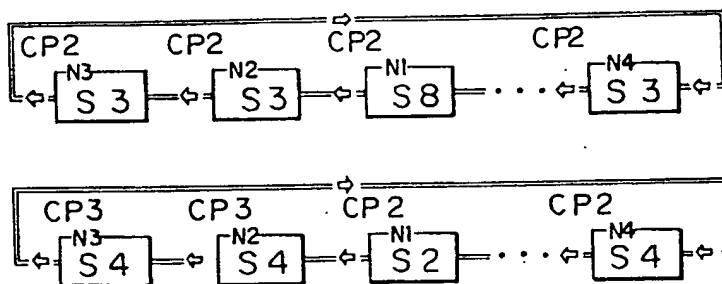 CP2 CP2 CP2 CP2
N3 N2 N1 N4
S3 S3 S8 ... S3
CP3 CP3 CP2 CP2
N3 N2 N1 N4
S4 S4 S2 ... S4